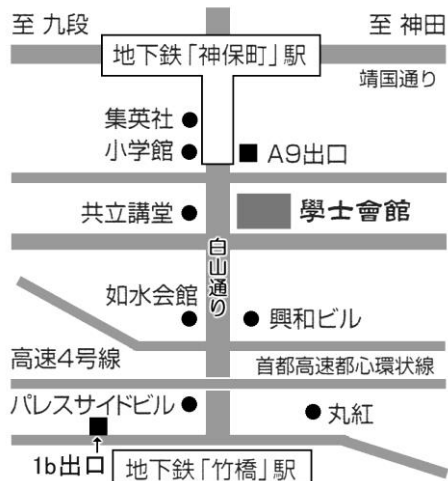 至 九段
至 神田
地下鉄「神保町」駅
靖国通り
集英社
小学館
A9出口
共立講堂
學士會館
白山通り
如水会館
興和ビル
高速4号線
首都高速都心環状線
パレスサイドビル
丸紅
1b出口
地下鉄「竹橋」駅